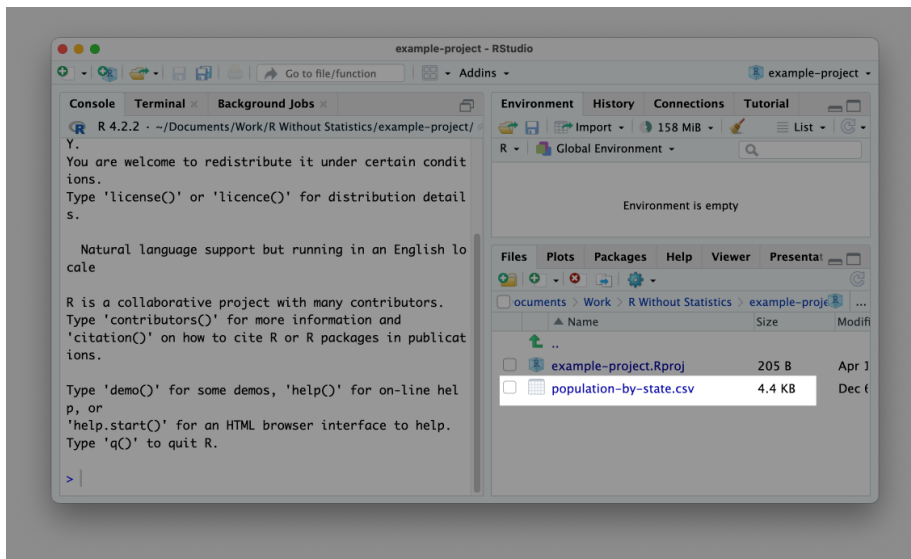 example-project - RStudio
Go to file/function
Addins
example-project
Console Terminal Background Jobs
R 4.2.2 · ~/Documents/Work/R Without Statistics/example-project/
Y.
You are welcome to redistribute it under certain condit
ions.
Type 'license()' or 'licence()' for distribution detail
s.
Natural language support but running in an English lo
cale
R is a collaborative project with many contributors.
Type 'contributors()' for more information and
'citation()' on how to cite R or R packages in publicat
ions.
Type 'demo()' for some demos, 'help()' for on-line hel
p, or
'help.start()' for an HTML browser interface to help.
Type 'q()' to quit R.
>
Environment History Connections Tutorial
Import 158 MiB List
R Global Environment
Environment is empty
Files Plots Packages Help Viewer Presentat
ocuments > Work > R Without Statistics > example-proje ...
Name Size Modifi
..
example-project.Rproj 205 B Apr 1
population-by-state.csv 4.4 KB Dec 6